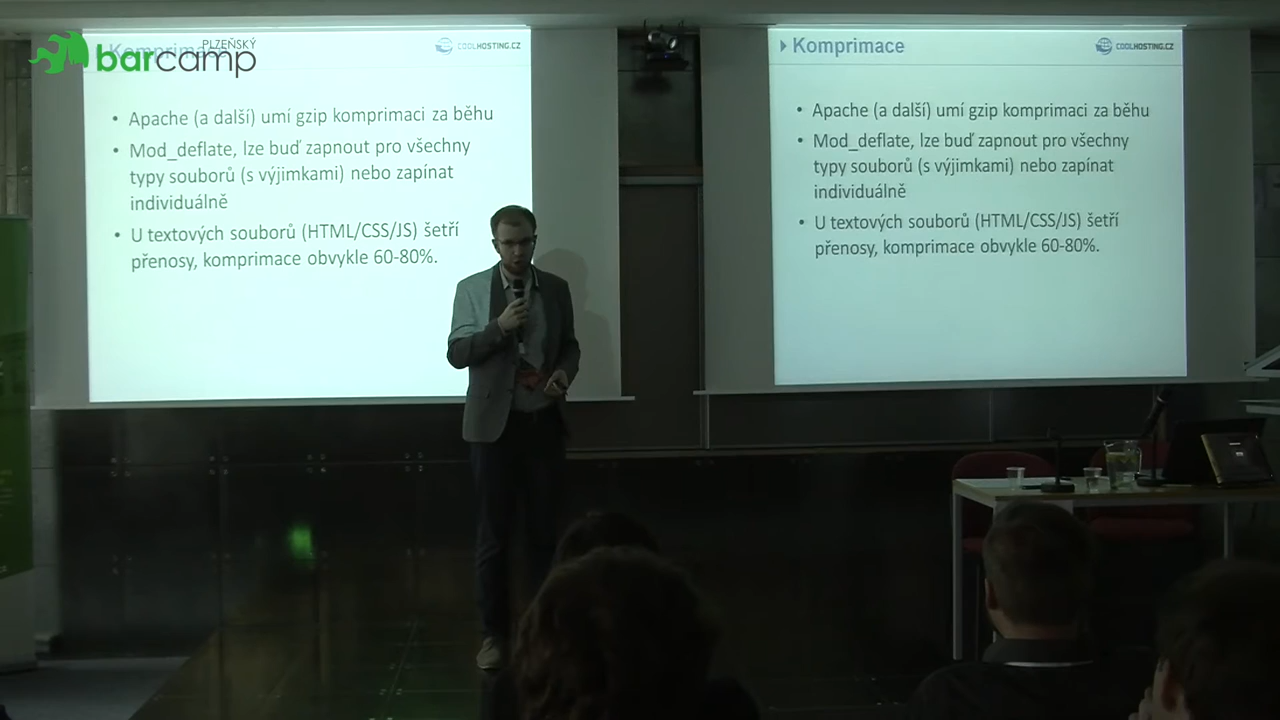 PLZEŇSKÝ
barcamp
Komprimace
COOLHOSTING.CZ
• Apache (a další) umí gzip komprimaci za běhu
• Mod_deflate, lze buď zapnout pro všechny
typy souborů (s výjimkami) nebo zapínat
individuálně
• U textových souborů (HTML/CSS/JS) šetří
přenosy, komprimace obvykle 60-80%.
Komprimace
COOLHOSTING.CZ
• Apache (a další) umí gzip komprimaci za běhu
• Mod_deflate, lze buď zapnout pro všechny
typy souborů (s výjimkami) nebo zapínat
individuálně
• U textových souborů (HTML/CSS/JS) šetří
přenosy, komprimace obvykle 60-80%.